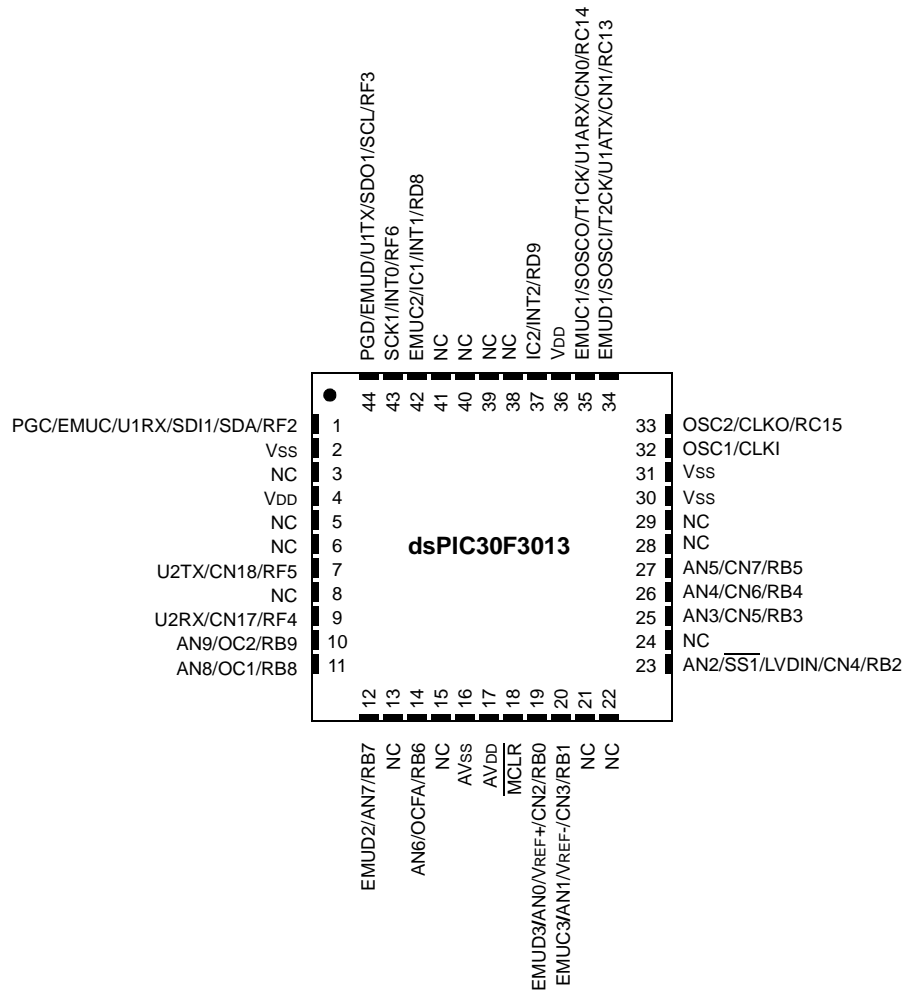 PGD/EMUD/U1TX/SDO1/SCL/RF3
SCK1/INT0/RF6
EMUC2/IC1/INT1/RD8
NC
NC
NC
NC
IC2/INT2/RD9
VDD
EMUC1/SOSCO/T1CK/U1ARX/CN0/RC14
EMUD1/SOSCI/T2CK/U1ATX/CN1/RC13
44
43
42
41
40
39
38
37
36
35
34
PGC/EMUC/U1RX/SDI1/SDA/RF2 1
VSS 2
NC 3
VDD 4
NC 5
NC 6
U2TX/CN18/RF5 7
NC 8
U2RX/CN17/RF4 9
AN9/OC2/RB9 10
AN8/OC1/RB8 11
dsPIC30F3013
33 OSC2/CLKO/RC15
32 OSC1/CLKI
31 VSS
30 VSS
29 NC
28 NC
27 AN5/CN7/RB5
26 AN4/CN6/RB4
25 AN3/CN5/RB3
24 NC
23 AN2/SS1/LVDIN/CN4/RB2
12
13
14
15
16
17
18
19
20
21
22
EMUD2/AN7/RB7
NC
AN6/OCFA/RB6
NC
AVSS
AVDD
MCLR
EMUD3/AN0/VREF+/CN2/RB0
EMUC3/AN1/VREF-/CN3/RB1
NC
NC